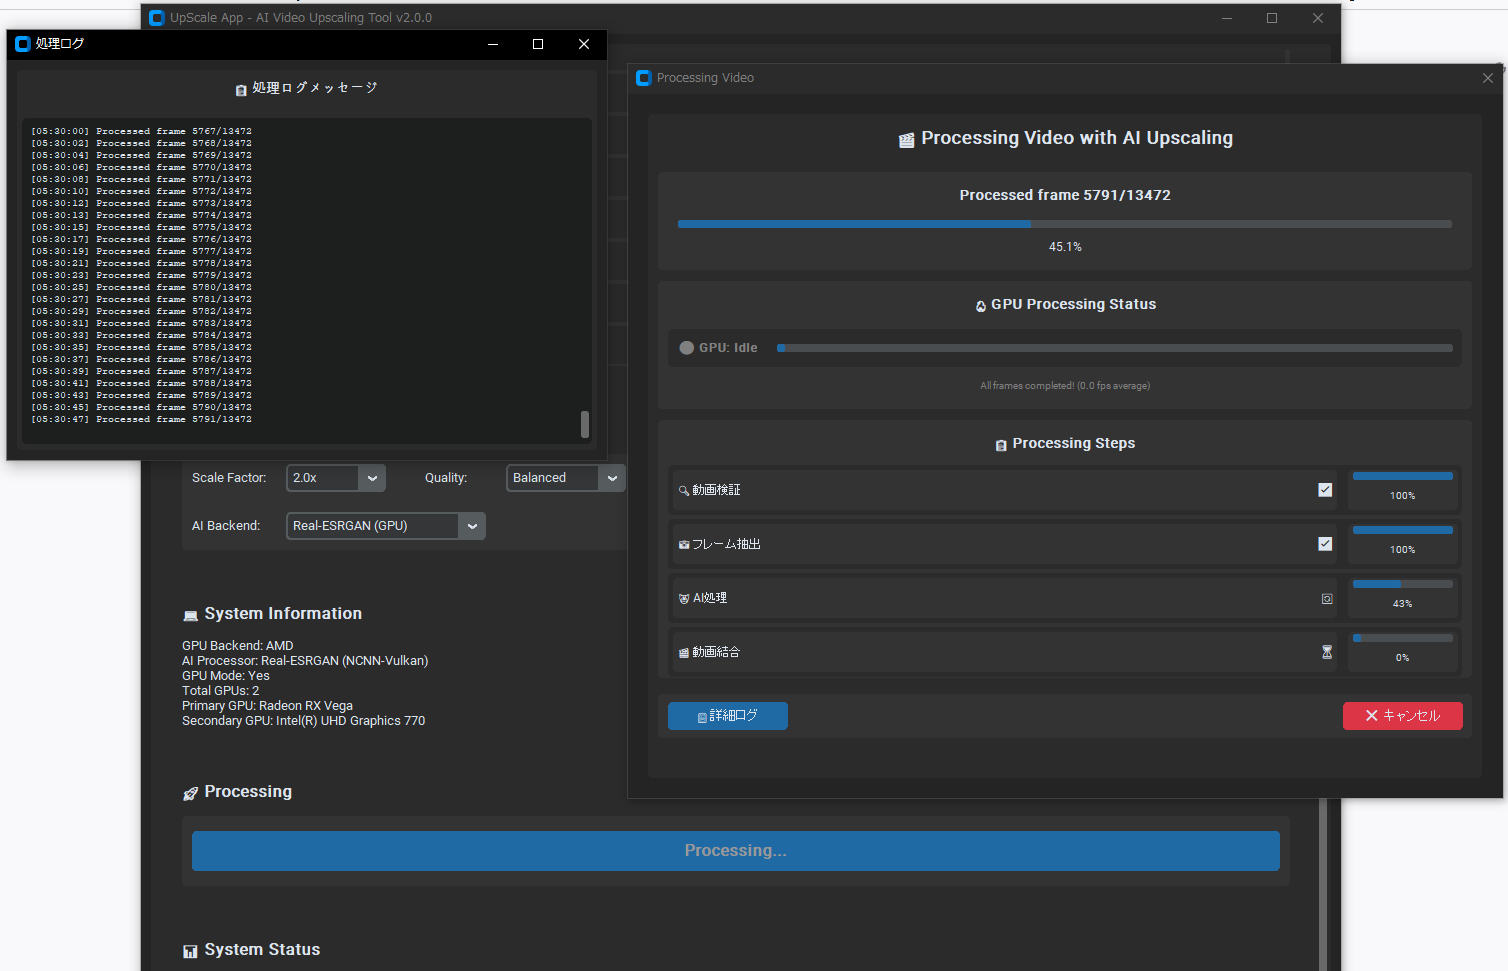 UpScale App - AI Video Upscaling Tool v2.0.0
処理ログ
処理ログメッセージ
[05:30:00] Processed frame 5767/13472
[05:30:02] Processed frame 5768/13472
[05:30:04] Processed frame 5769/13472
[05:30:06] Processed frame 5770/13472
[05:30:08] Processed frame 5771/13472
[05:30:10] Processed frame 5772/13472
[05:30:12] Processed frame 5773/13472
[05:30:13] Processed frame 5774/13472
[05:30:15] Processed frame 5775/13472
[05:30:17] Processed frame 5776/13472
[05:30:19] Processed frame 5777/13472
[05:30:21] Processed frame 5778/13472
[05:30:23] Processed frame 5779/13472
[05:30:25] Processed frame 5780/13472
[05:30:27] Processed frame 5781/13472
[05:30:29] Processed frame 5782/13472
[05:30:31] Processed frame 5783/13472
[05:30:33] Processed frame 5784/13472
[05:30:35] Processed frame 5785/13472
[05:30:37] Processed frame 5786/13472
[05:30:39] Processed frame 5787/13472
[05:30:41] Processed frame 5788/13472
[05:30:43] Processed frame 5789/13472
[05:30:45] Processed frame 5790/13472
[05:30:47] Processed frame 5791/13472
Scale Factor: 2.0x Quality: Balanced
AI Backend: Real-ESRGAN (GPU)
System Information
GPU Backend: AMD
AI Processor: Real-ESRGAN (NCNN-Vulkan)
GPU Mode: Yes
Total GPUs: 2
Primary GPU: Radeon RX Vega
Secondary GPU: Intel(R) UHD Graphics 770
Processing
Processing...
System Status
Processing Video
Processing Video with AI Upscaling
Processed frame 5791/13472
45.1%
GPU Processing Status
GPU: Idle
All frames completed! (0.0 fps average)
Processing Steps
動画検証 100%
フレーム抽出 100%
AI処理 43%
動画結合 0%
詳細ログ
キャンセル